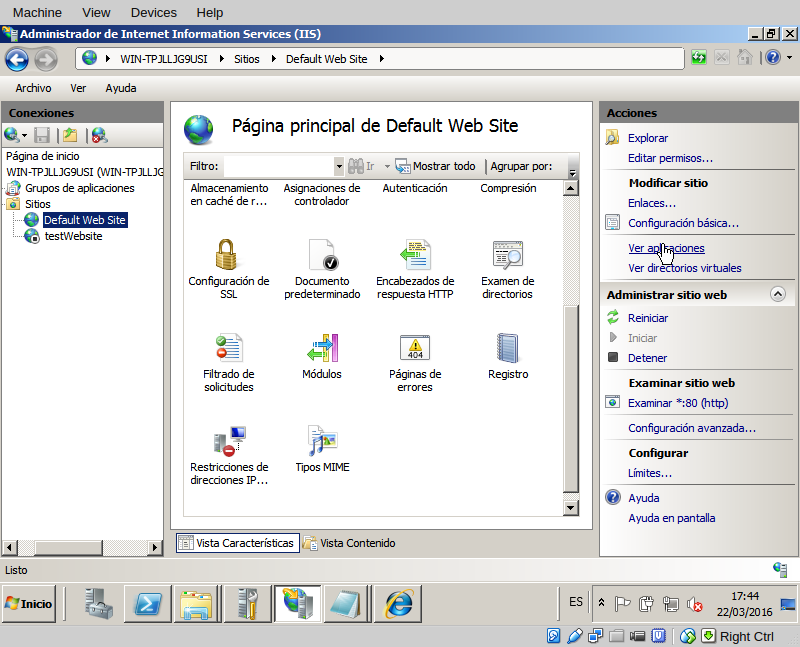 Machine View Devices Help
Administrador de Internet Information Services (IIS)
WIN-TPJLLJG9USI Sitios Default Web Site
Archivo Ver Ayuda
Conexiones
Página de inicio
WIN-TPJLLJG9USI (WIN-TPJLLJG
Grupos de aplicaciones
Sitios
Default Web Site
testWebsite
Página principal de Default Web Site
Filtro: Ir Mostrar todo Agrupar por:
Almacenamiento en caché de r...
Asignaciones de controlador
Autenticación
Compresión
Configuración de SSL
Documento predeterminado
Encabezados de respuesta HTTP
Examen de directorios
Filtrado de solicitudes
Módulos
404
Páginas de errores
Registro
Restricciones de direcciones IP...
Tipos MIME
Vista Características Vista Contenido
Acciones
Explorar
Editar permisos...
Modificar sitio
Enlaces...
Configuración básica...
Ver aplicaciones
Ver directorios virtuales
Administrar sitio web
Reiniciar
Iniciar
Detener
Examinar sitio web
Examinar *:80 (http)
Configuración avanzada...
Configurar
Límites...
Ayuda
Ayuda en pantalla
Listo
Inicio
ES
17:44
22/03/2016
Right Ctrl